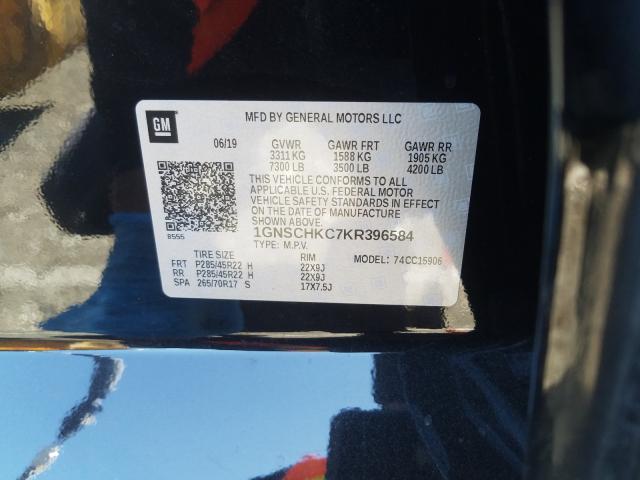 GM
MFD BY GENERAL MOTORS LLC
06/19 GVWR GAWR FRT GAWR RR
3311 KG 1588 KG 1905 KG
7300 LB 3500 LB 4200 LB
THIS VEHICLE CONFORMS TO ALL
APPLICABLE U.S. FEDERAL MOTOR
VEHICLE SAFETY STANDARDS IN EFFECT
ON THE DATE OF MANUFACTURE
SHOWN ABOVE.
1GNSCHKC7KR396584
8555
TYPE: M.P.V. MODEL: 74CC15906
TIRE SIZE RIM
FRT P285/45R22 H 22X9J
RR P285/45R22 H 22X9J
SPA 265/70R17 S 17X7.5J